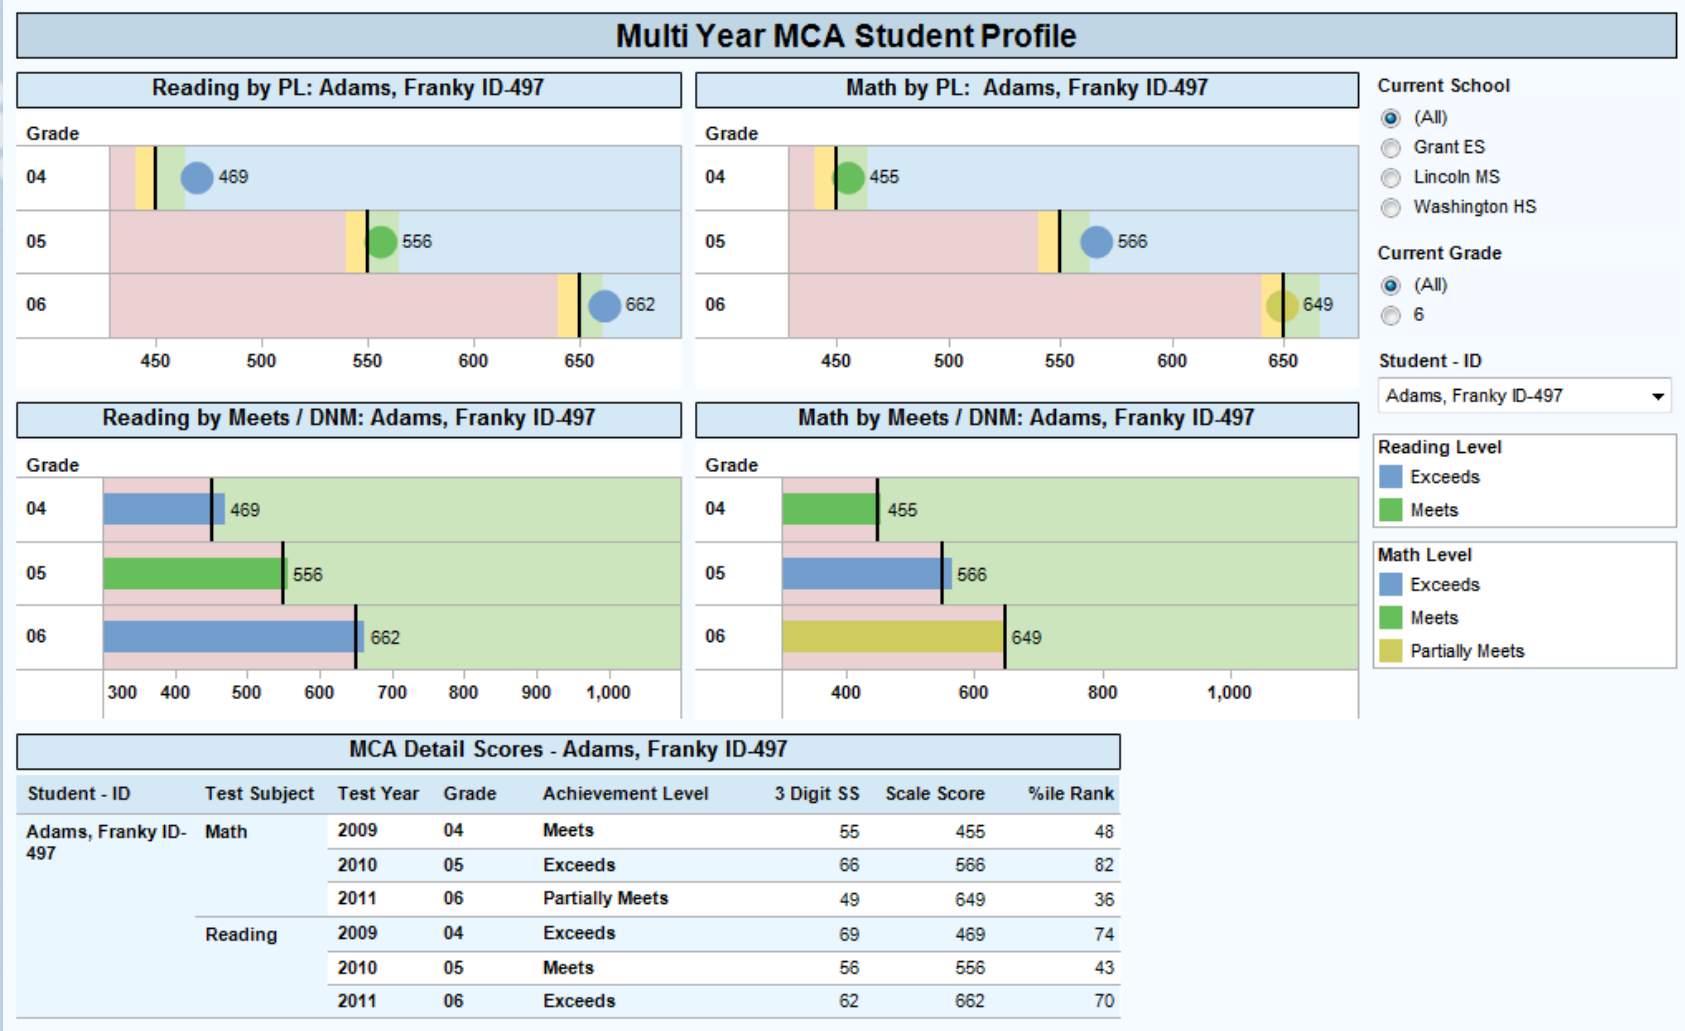 Multi Year MCA Student Profile
Reading by PL: Adams, Franky ID-497
Grade
04
469
05
556
06
662
450 500 550 600 650
Math by PL: Adams, Franky ID-497
Grade
04
455
05
566
06
649
450 500 550 600 650
Current School
(All)
Grant ES
Lincoln MS
Washington HS
Current Grade
(All)
6
Student - ID
Adams, Franky ID-497
Reading Level
Exceeds
Meets
Math Level
Exceeds
Meets
Partially Meets
Reading by Meets / DNM: Adams, Franky ID-497
Grade
04
469
05
556
06
662
300 400 500 600 700 800 900 1,000
Math by Meets / DNM: Adams, Franky ID-497
Grade
04
455
05
566
06
649
400 600 800 1,000
MCA Detail Scores - Adams, Franky ID-497
Student - ID Test Subject Test Year Grade Achievement Level 3 Digit SS Scale Score %ile Rank
Adams, Franky ID- Math 2009 04 Meets 55 455 48
497
2010 05 Exceeds 66 566 82
2011 06 Partially Meets 49 649 36
Reading 2009 04 Exceeds 69 469 74
2010 05 Meets 56 556 43
2011 06 Exceeds 62 662 70